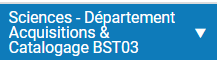 Sciences - Département
Acquisitions &
Catalogage BST03